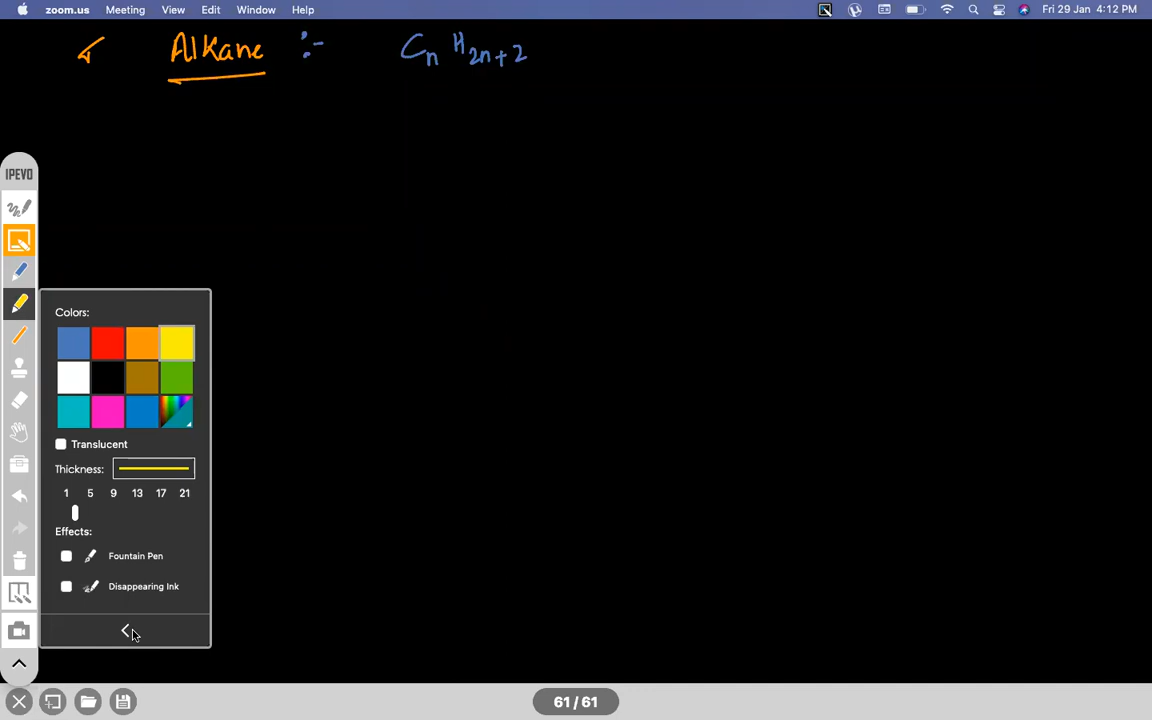 zoom.us Meeting View Edit Window Help Fri 29 Jan 4:12 PM
Alkane :- CnH2n+2
IPEVO
Colors:
Translucent
Thickness:
1 5 9 13 17 21
Effects:
Fountain Pen
Disappearing Ink
61/61